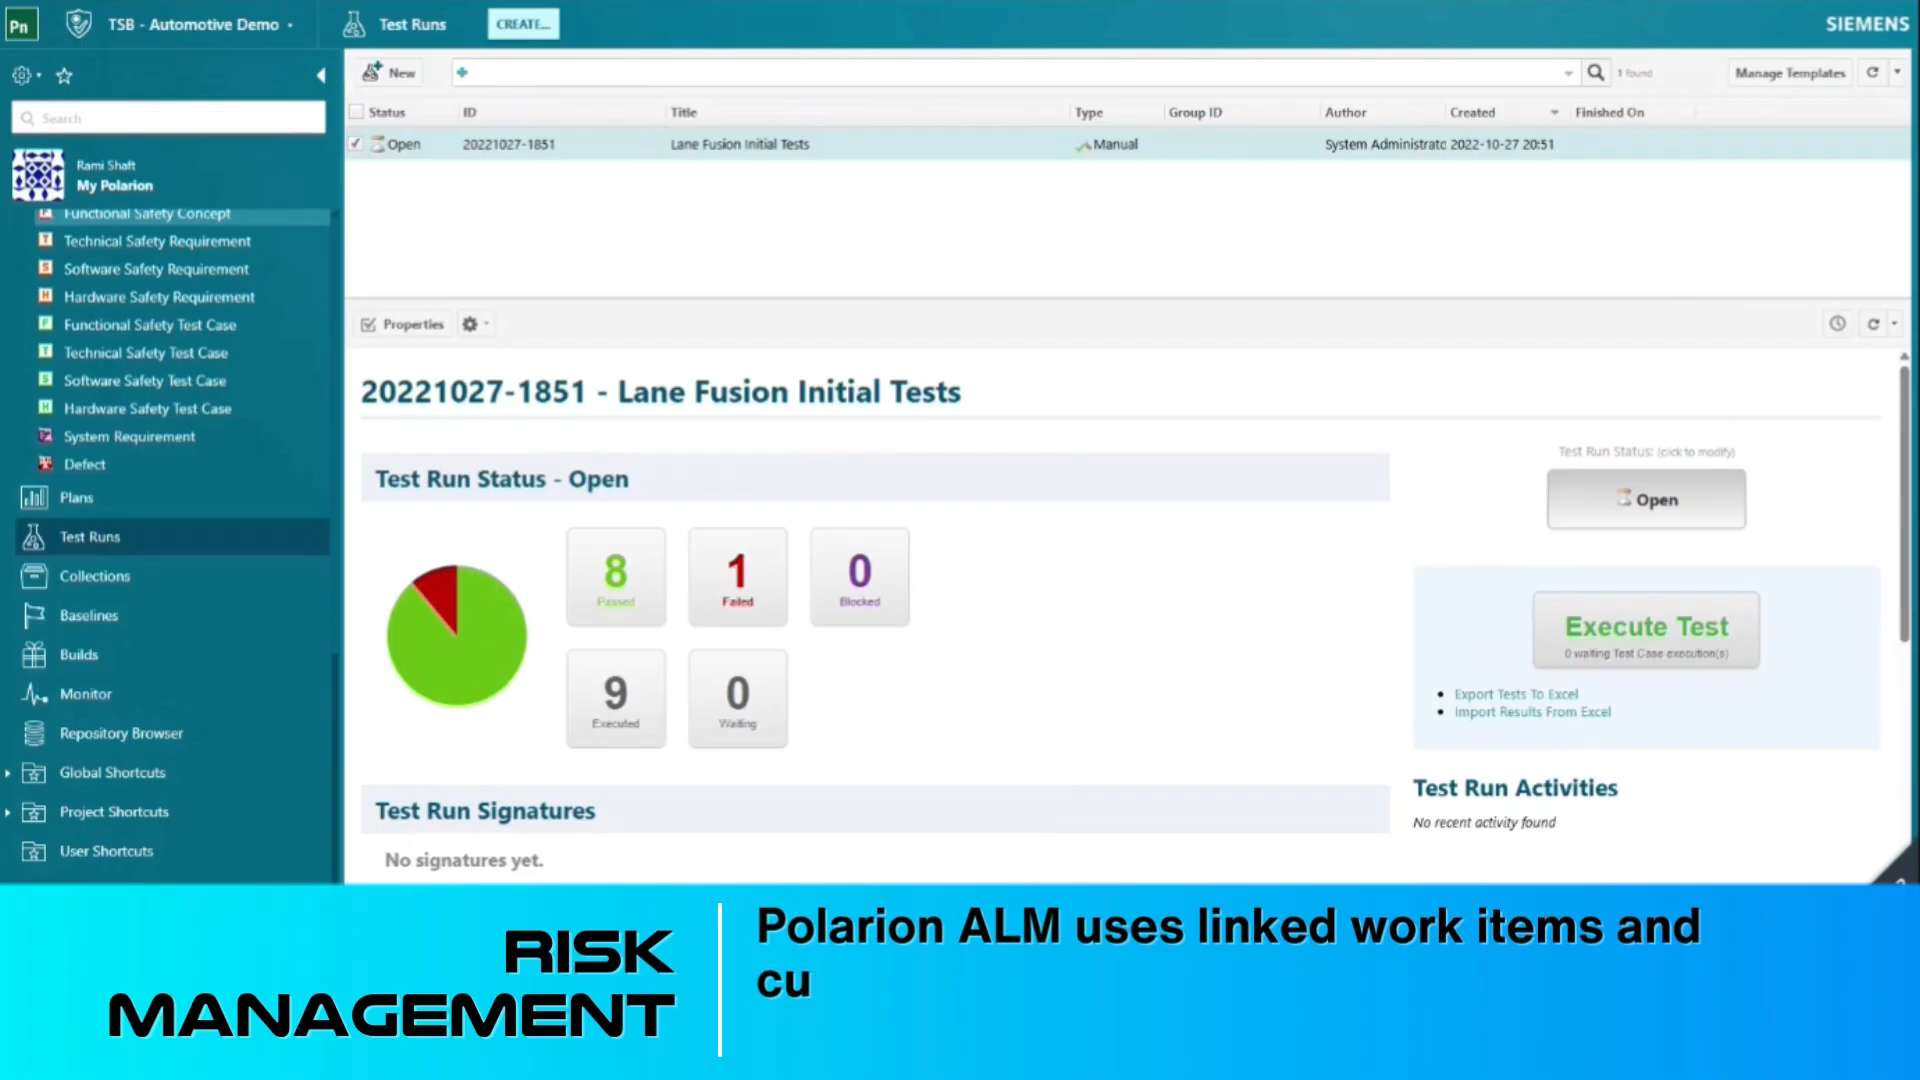 Pn
TSB - Automotive Demo
Test Runs
CREATE...
SIEMENS
New
1 found
Manage Templates
Search
Status
ID
Title
Type
Group ID
Author
Created
Finished On
Open
20221027-1851
Lane Fusion Initial Tests
Manual
System Administratc
2022-10-27 20:51
Rami Shaft
My Polarion
Functional Safety Concept
Technical Safety Requirement
Software Safety Requirement
Hardware Safety Requirement
Functional Safety Test Case
Technical Safety Test Case
Software Safety Test Case
Hardware Safety Test Case
System Requirement
Defect
Plans
Test Runs
Collections
Baselines
Builds
Monitor
Repository Browser
Global Shortcuts
Project Shortcuts
User Shortcuts
Properties
20221027-1851 - Lane Fusion Initial Tests
Test Run Status - Open
8
Passed
1
Failed
0
Blocked
9
Executed
0
Waiting
Test Run Signatures
No signatures yet.
Test Run Status: (click to modify)
Open
Execute Test
0 waiting Test Case execution(s)
Export Tests To Excel
Import Results From Excel
Test Run Activities
No recent activity found
RISK
MANAGEMENT
Polarion ALM uses linked work items and
cu